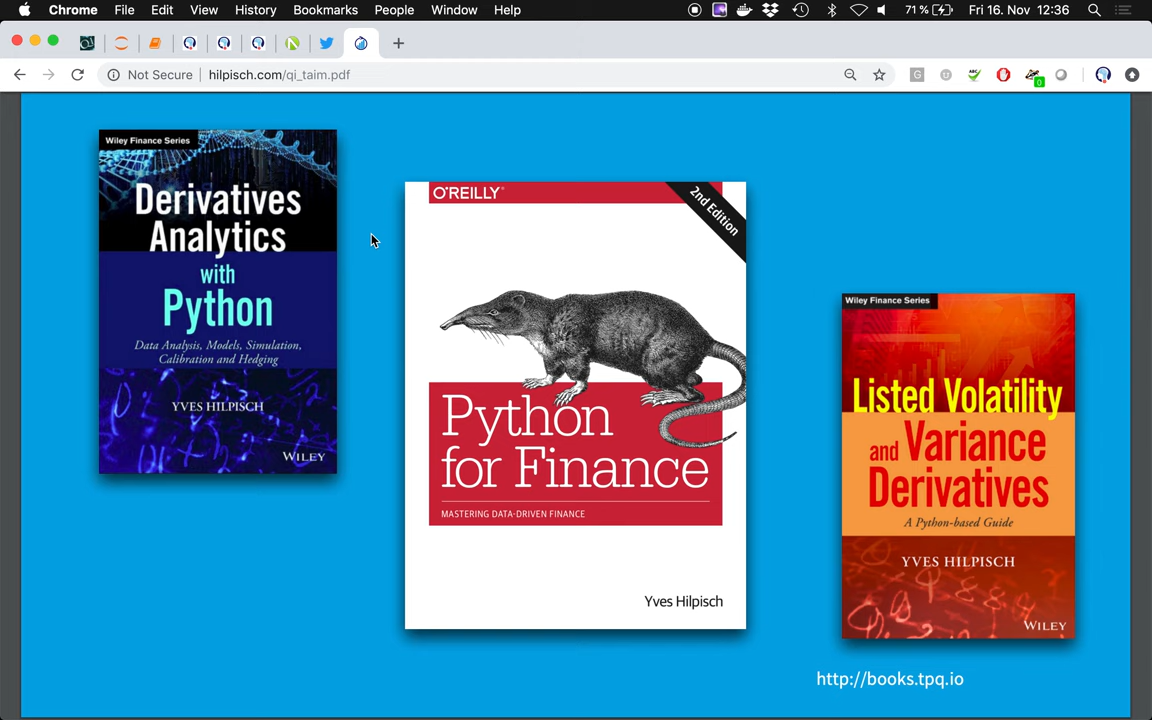 Chrome File Edit View History Bookmarks People Window Help 71 % Fri 16. Nov 12:36
Not Secure hilpisch.com/qi_taim.pdf
G ABC 0
Wiley Finance Series
Derivatives
Analytics
with
Python
Data Analysis, Models, Simulation,
Calibration and Hedging
YVES HILPISCH
WILEY
O'REILLY®
2nd Edition
Python
for Finance
MASTERING DATA-DRIVEN FINANCE
Yves Hilpisch
Wiley Finance Series
Listed Volatility
and Variance
Derivatives
A Python-based Guide
YVES HILPISCH
WILEY
http://books.tpq.io